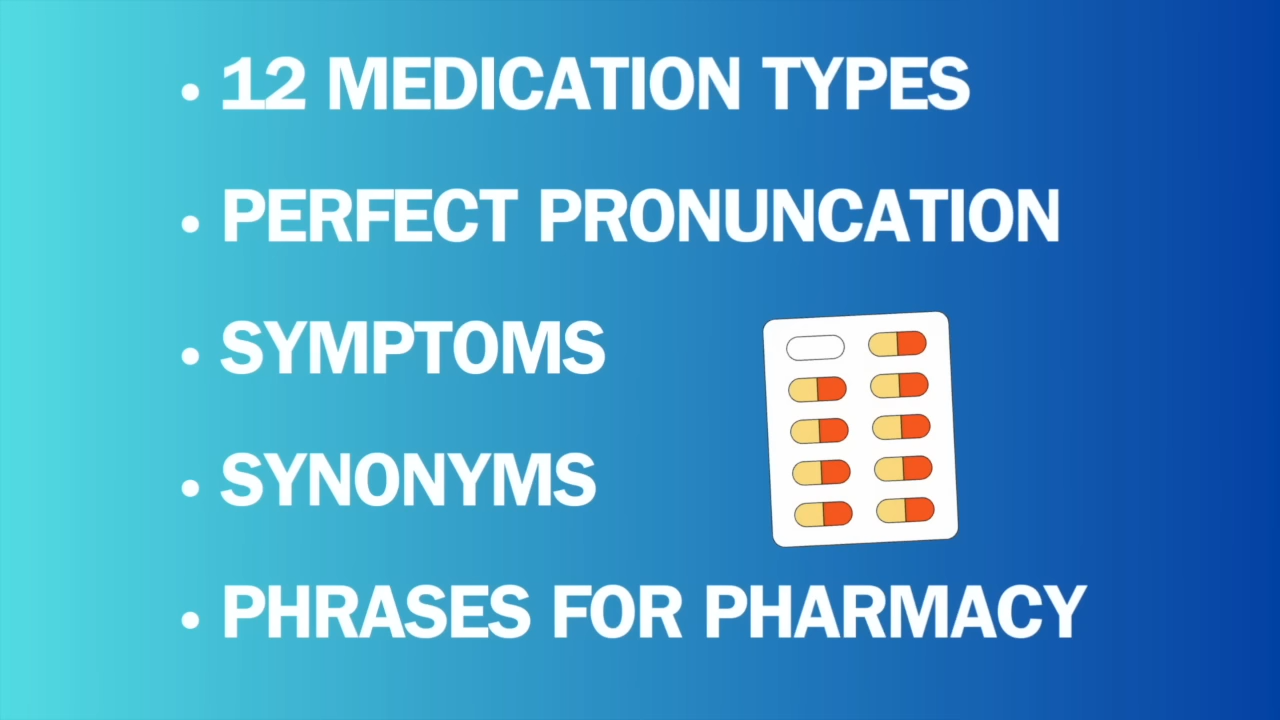 • 12 MEDICATION TYPES
• PERFECT PRONUNCATION
• SYMPTOMS
• SYNONYMS
• PHRASES FOR PHARMACY